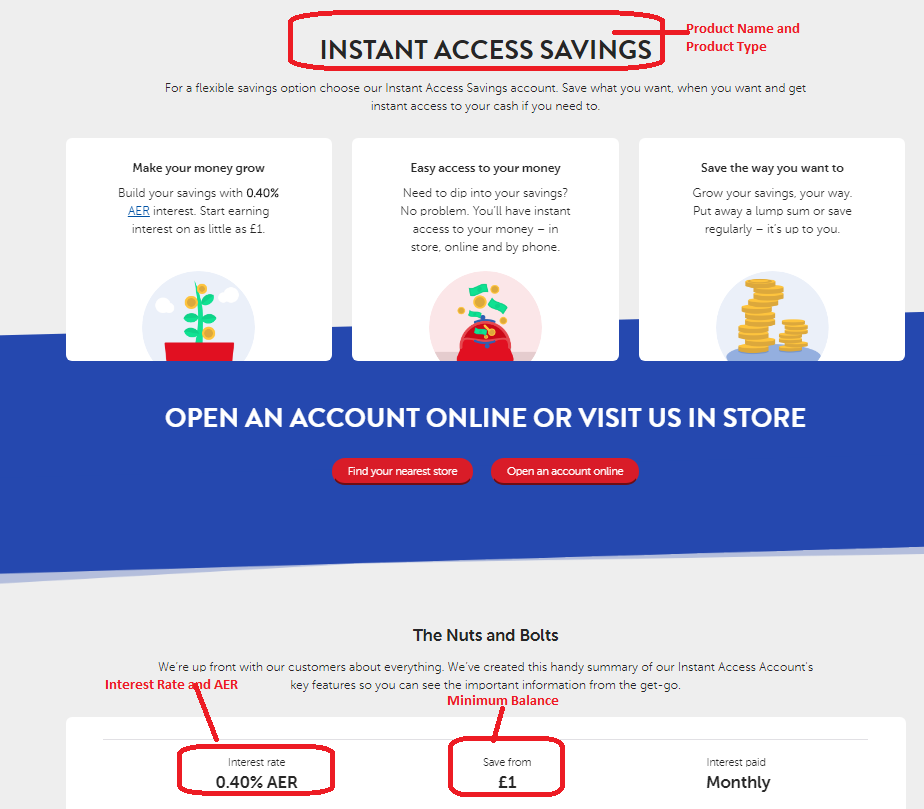 INSTANT ACCESS SAVINGS
Product Name and
Product Type
For a flexible savings option choose our Instant Access Savings account. Save what you want, when you want and get
instant access to your cash if you need to.
Make your money grow
Build your savings with 0.40%
AER interest. Start earning
interest on as little as £1.
Easy access to your money
Need to dip into your savings?
No problem. You'll have instant
access to your money – in
store, online and by phone.
Save the way you want to
Grow your savings, your way.
Put away a lump sum or save
regularly – it's up to you.
OPEN AN ACCOUNT ONLINE OR VISIT US IN STORE
Find your nearest store
Open an account online
The Nuts and Bolts
We're up front with our customers about everything. We've created this handy summary of our Instant Access Account's
key features so you can see the important information from the get-go.
Interest Rate and AER
Minimum Balance
Interest rate
0.40% AER
Save from
£1
Interest paid
Monthly